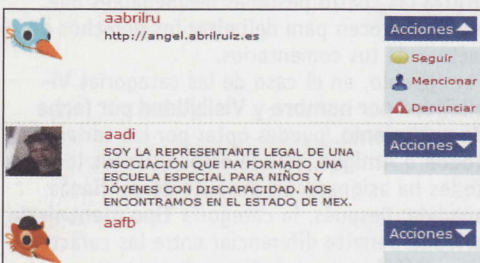 aabrilru
http://angel.abrilruiz.es
Acciones
Seguir
Mencionar
Denunciar
aadi
SOY LA REPRESENTANTE LEGAL DE UNA
ASOCIACIÓN QUE HA FORMADO UNA
ESCUELA ESPECIAL PARA NIÑOS Y
JÓVENES CON DISCAPACIDAD. NOS
ENCONTRAMOS EN EL ESTADO DE MEX.
Acciones
aafb
Acciones